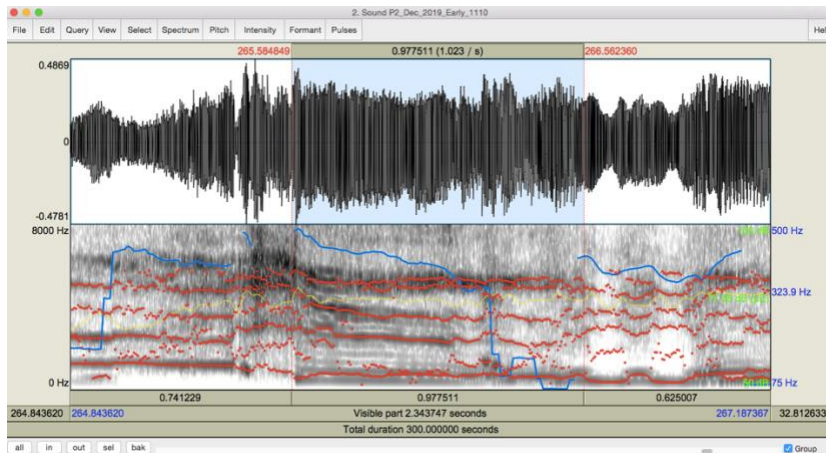 2. Sound P2_Dec_2019_Early_1110
File Edit Query View Select Spectrum Pitch Intensity Formant Pulses Hel
265.584849 0.977511 (1.023 / s) 266.562360
0.4869
0
-0.4781
8000 Hz 500 Hz
323.9 Hz
0 Hz 75 Hz
0.741229 0.977511 0.625007
264.843620 264.843620 Visible part 2.343747 seconds 267.187367 32.812633
Total duration 300.000000 seconds
all in out sel bak Group